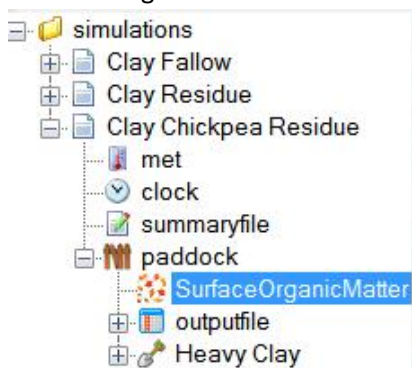 simulations
Clay Fallow
Clay Residue
Clay Chickpea Residue
met
clock
summaryfile
paddock
SurfaceOrganicMatter
outputfile
Heavy Clay